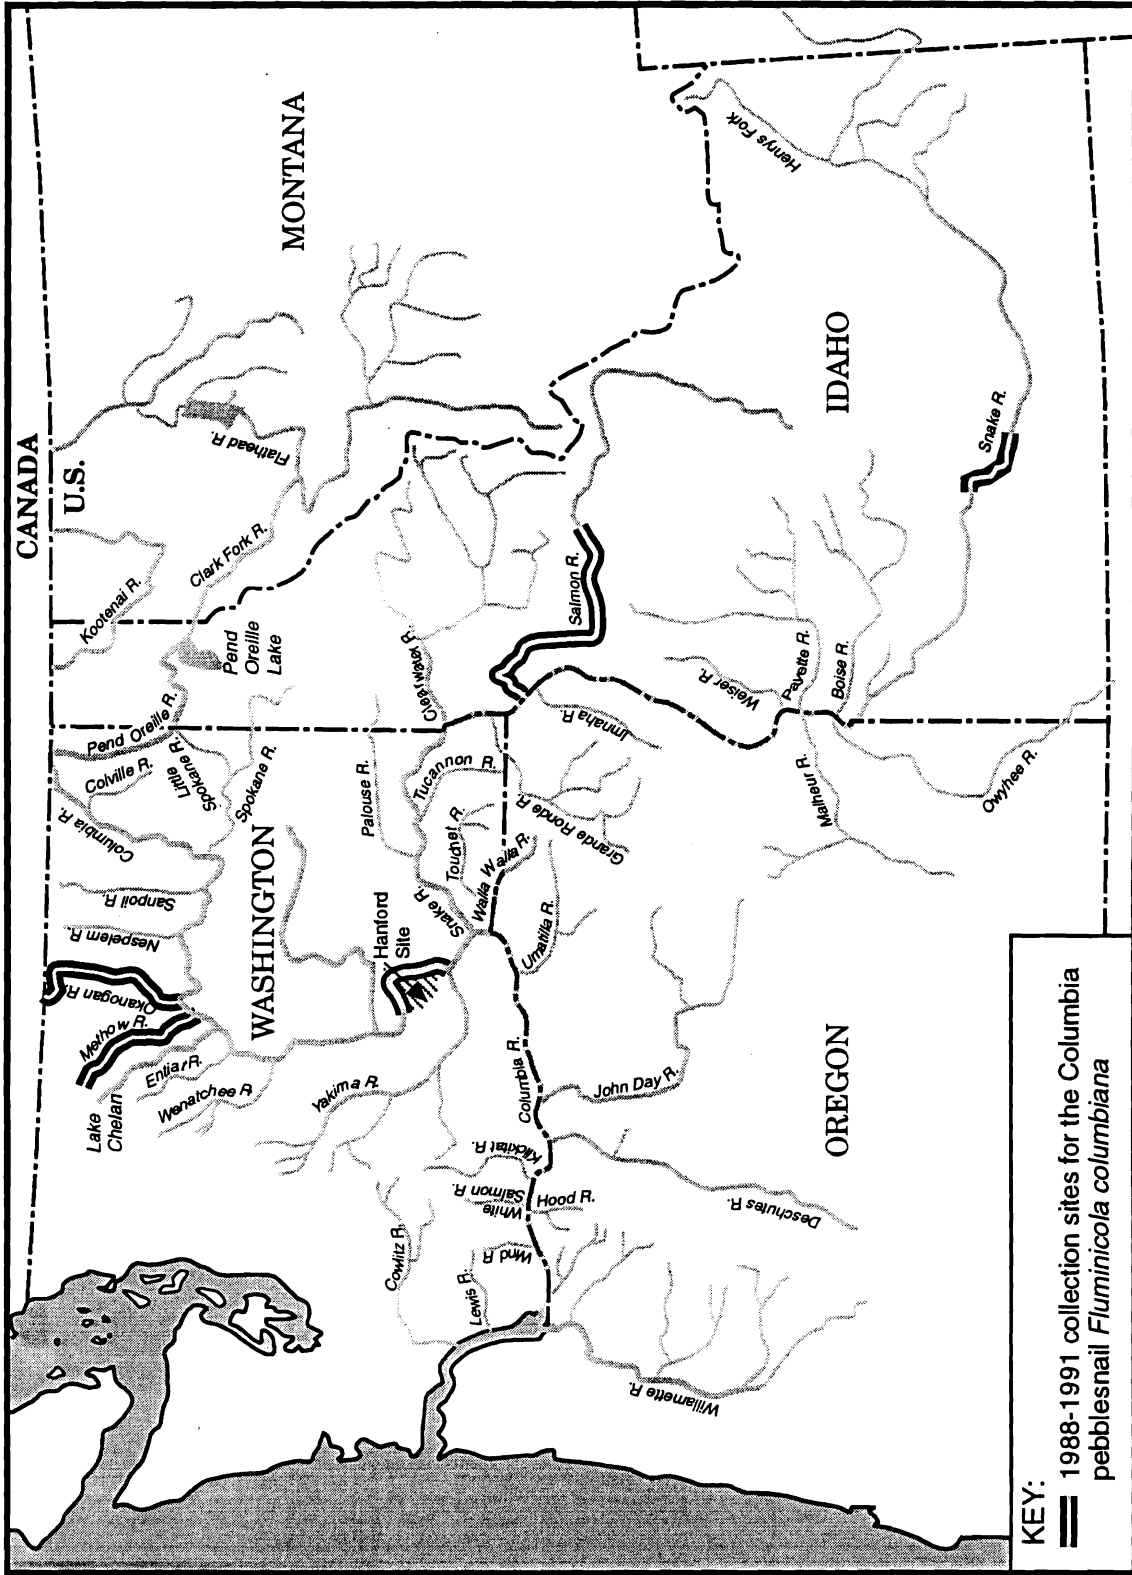 CANADA
U.S.
MONTANA
WASHINGTON
IDAHO
OREGON
Kootenai R.
Flathead R.
Clark Fork R.
Pend
Oreille
Lake
Pend Oreille R.
Colville R.
Little
Spokane R.
Spokane R.
Columbia R.
Sanpoil R.
Nespelem R.
Okanogan R.
Methow R.
Lake
Chelan
Entiat R.
Wenatchee R.
Yakima R.
Hanford
Site
Palouse R.
Snake R.
Clearwater R.
Tucannon R.
Touchet R.
Walla Walla R.
Salmon R.
Imnaha R.
Grande Ronde R.
Umatilla R.
Columbia R.
John Day R.
Klickitat R.
White
Salmon R.
Hood R.
Deschutes R.
Wind R.
Lewis R.
Cowlitz R.
Willamette R.
Weiser R.
Payette R.
Boise R.
Malheur R.
Owyhee R.
Snake R.
Henrys Fork
KEY:
1988-1991 collection sites for the Columbia
pebblesnail Fluminicola columbiana